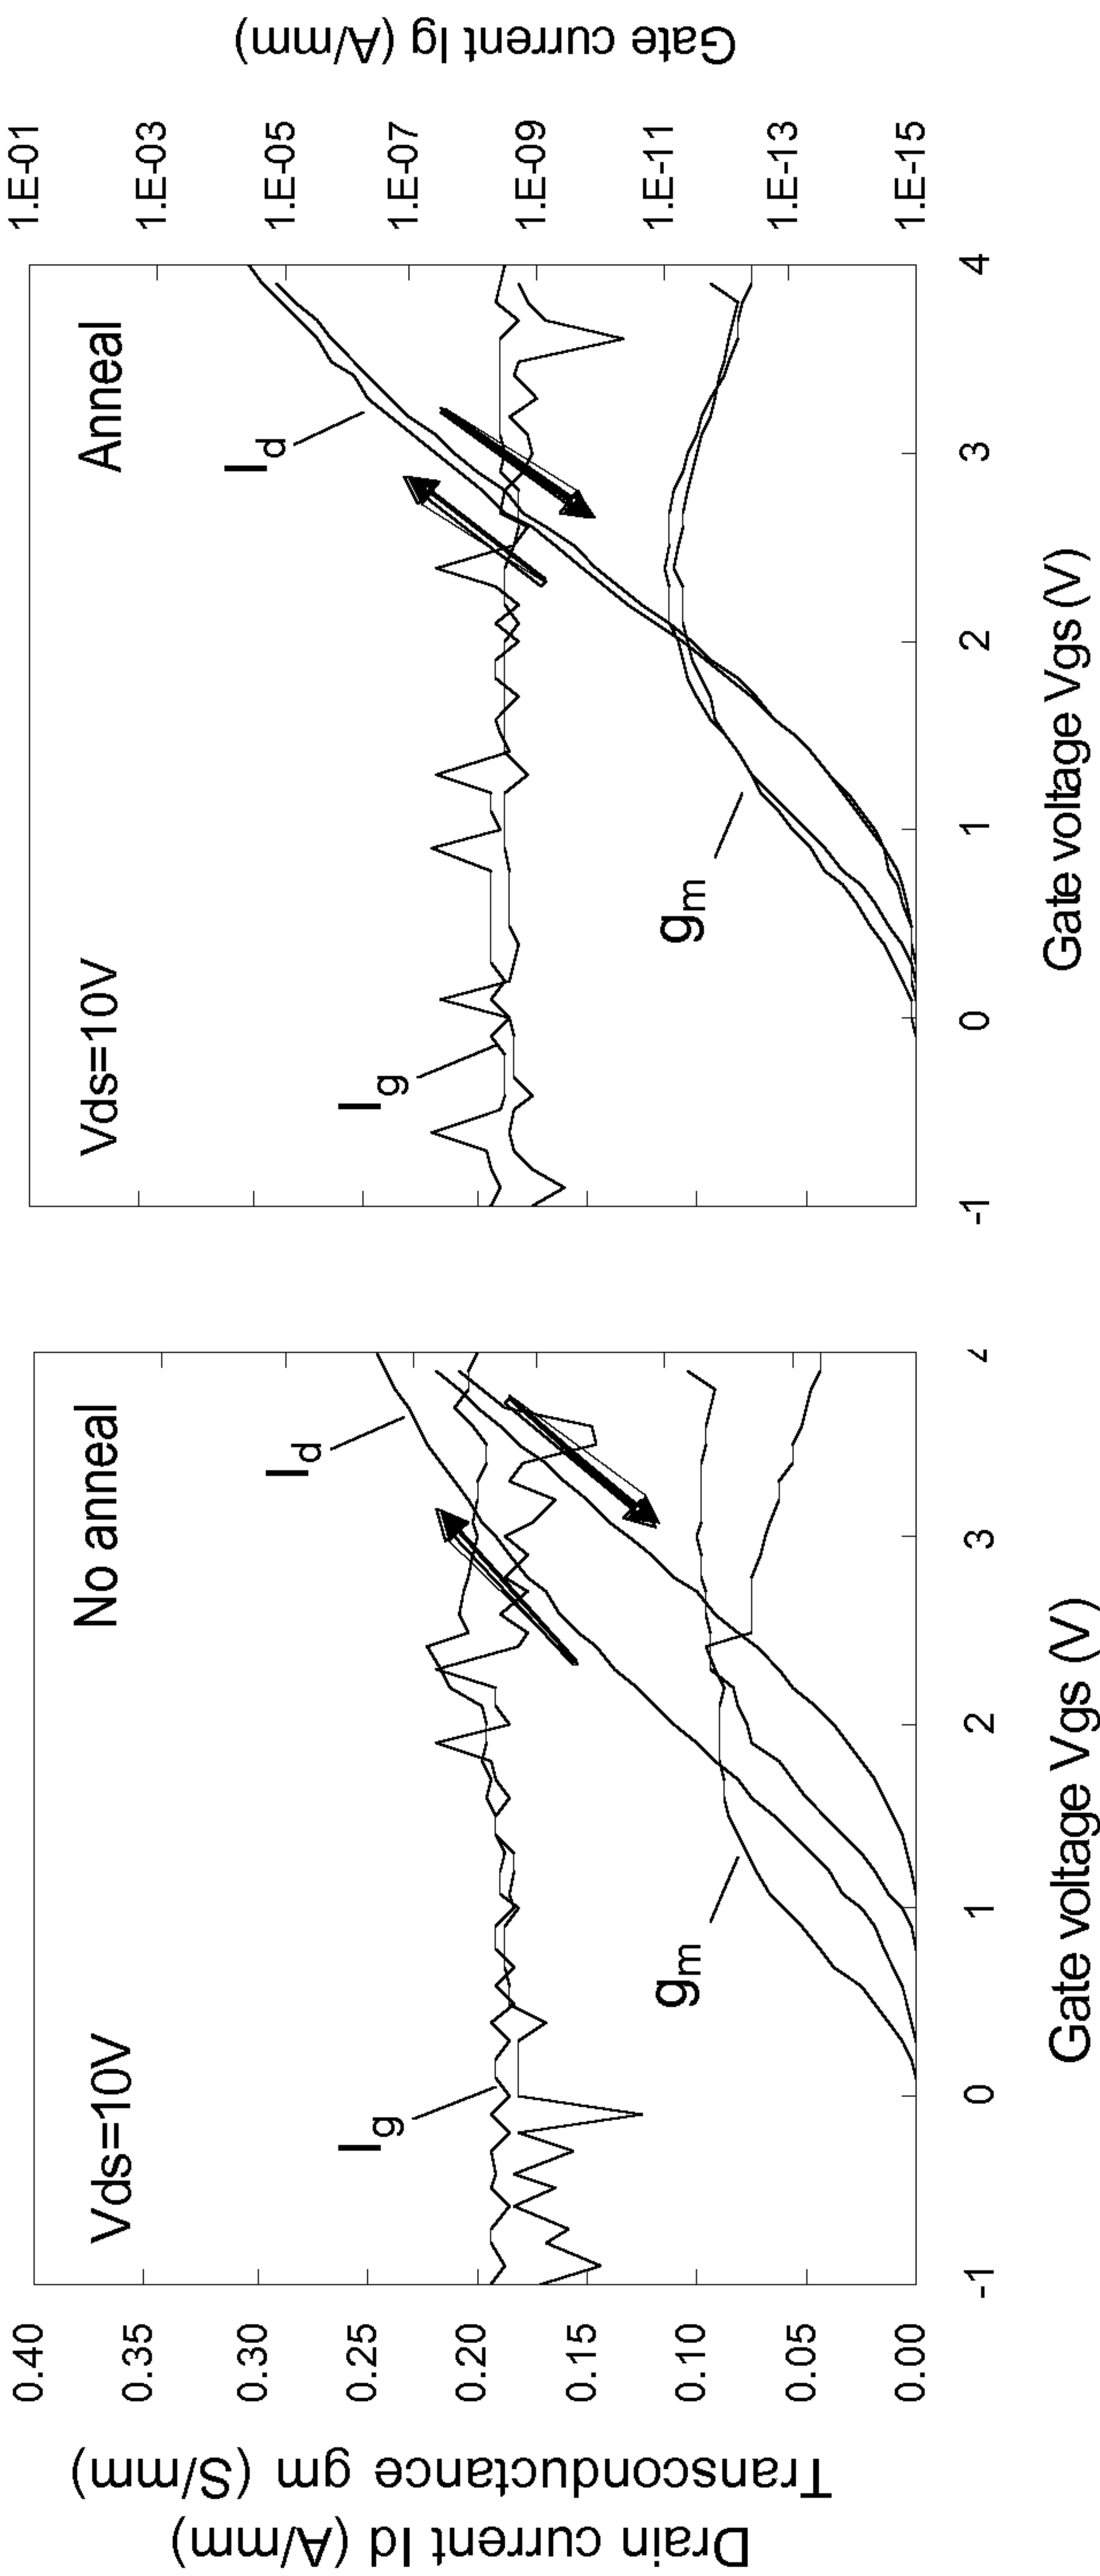 Drain current Id (A/mm)
Transconductance gm (S/mm)
0.40
0.35
0.30
0.25
0.20
0.15
0.10
0.05
0.00
Vds=10V
No anneal
Id
Ig
gm
-1
0
1
2
3
Gate voltage Vgs (V)
Vds=10V
Anneal
Id
Ig
gm
-1
0
1
2
3
4
Gate voltage Vgs (V)
1.E-01
1.E-03
1.E-05
1.E-07
1.E-09
1.E-11
1.E-13
1.E-15
Gate current Ig (A/mm)